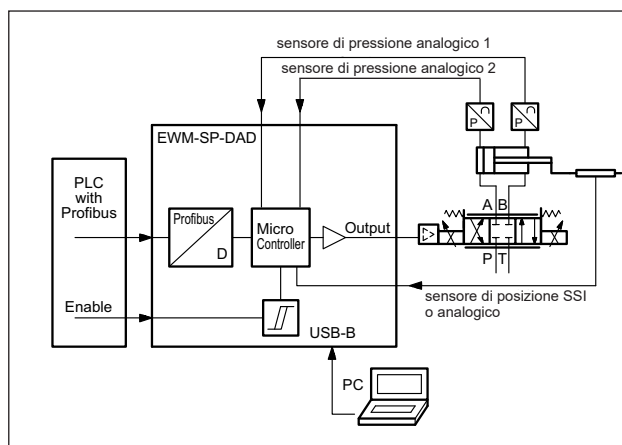 sensore di pressione analogico 1
sensore di pressione analogico 2
P
P
EWM-SP-DAD
PLC
with
Profibus
Profibus
D
Micro
Controller
Output
A B
P T
Enable
sensore di posizione SSI
o analogico
USB-B
PC